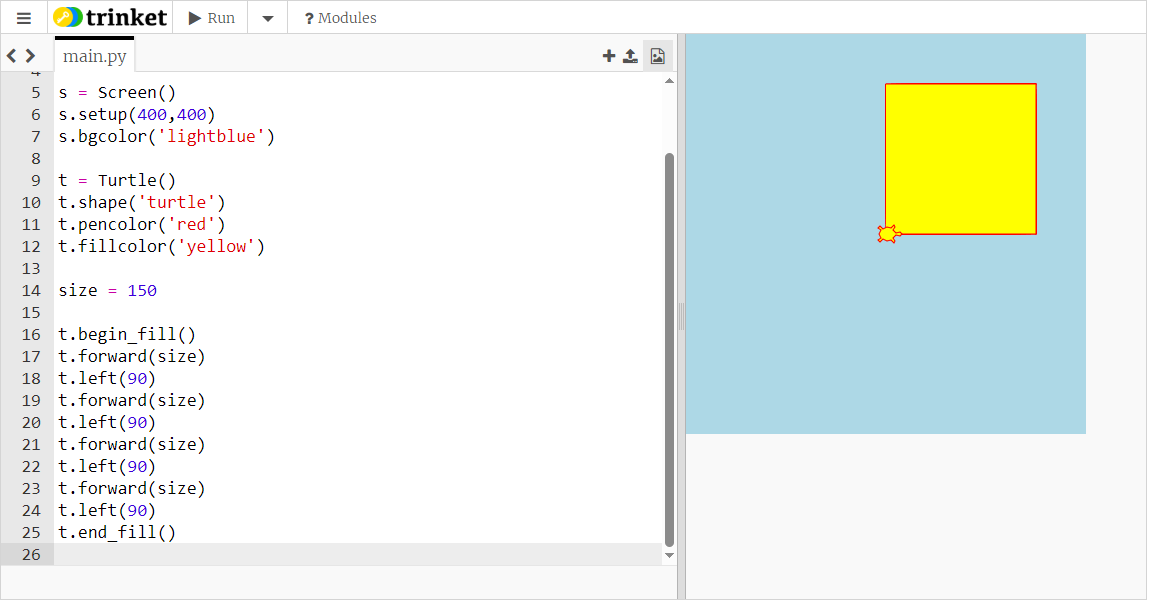 trinket
Run
? Modules
main.py
4
5 s = Screen()
6 s.setup(400,400)
7 s.bgcolor('lightblue')
8
9 t = Turtle()
10 t.shape('turtle')
11 t.pencolor('red')
12 t.fillcolor('yellow')
13
14 size = 150
15
16 t.begin_fill()
17 t.forward(size)
18 t.left(90)
19 t.forward(size)
20 t.left(90)
21 t.forward(size)
22 t.left(90)
23 t.forward(size)
24 t.left(90)
25 t.end_fill()
26